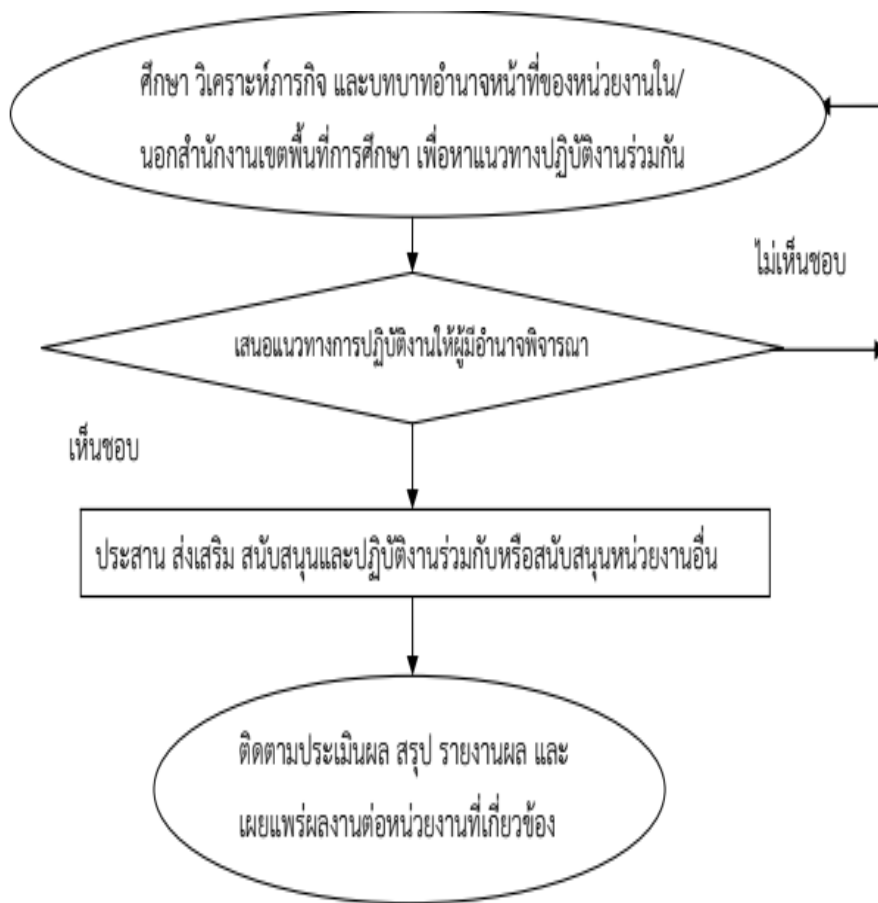 ศึกษา วิเคราะห์ภารกิจ และบทบาทอำนาจหน้าที่ของหน่วยงานใน/
นอกสำนักงานเขตพื้นที่การศึกษา เพื่อหาแนวทางปฏิบัติงานร่วมกัน
ไม่เห็นชอบ
เสนอแนวทางการปฏิบัติงานให้ผู้มีอำนาจพิจารณา
เห็นชอบ
ประสาน ส่งเสริม สนับสนุนและปฏิบัติงานร่วมกับหรือสนับสนุนหน่วยงานอื่น
ติดตามประเมินผล สรุป รายงานผล และ
เผยแพร่ผลงานต่อหน่วยงานที่เกี่ยวข้อง